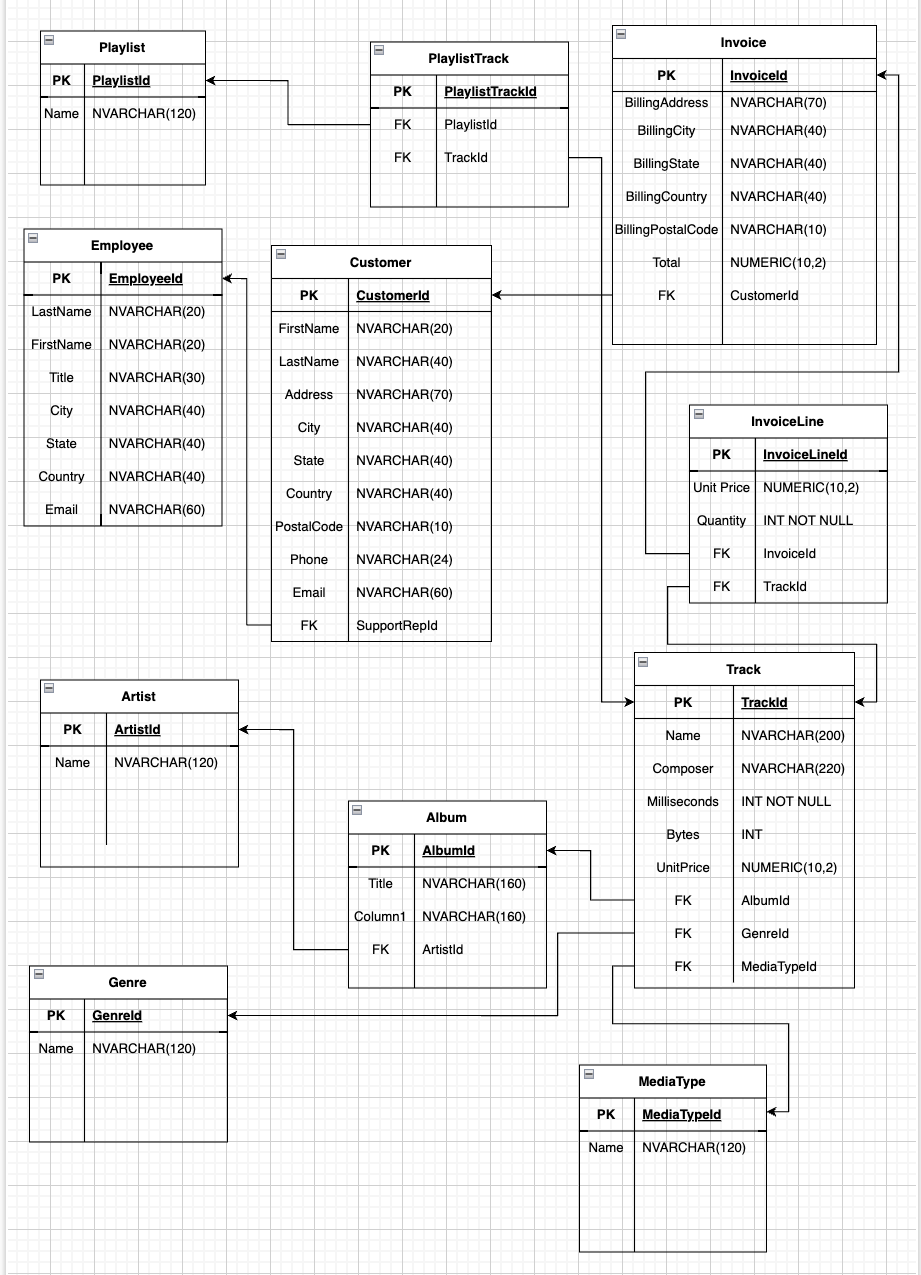 Playlist
PK PlaylistId
Name NVARCHAR(120)
PlaylistTrack
PK PlaylistTrackId
FK PlaylistId
FK TrackId
Invoice
PK InvoiceId
BillingAddress NVARCHAR(70)
BillingCity NVARCHAR(40)
BillingState NVARCHAR(40)
BillingCountry NVARCHAR(40)
BillingPostalCode NVARCHAR(10)
Total NUMERIC(10,2)
FK CustomerId
Employee
PK EmployeeId
LastName NVARCHAR(20)
FirstName NVARCHAR(20)
Title NVARCHAR(30)
City NVARCHAR(40)
State NVARCHAR(40)
Country NVARCHAR(40)
Email NVARCHAR(60)
Customer
PK CustomerId
FirstName NVARCHAR(20)
LastName NVARCHAR(40)
Address NVARCHAR(70)
City NVARCHAR(40)
State NVARCHAR(40)
Country NVARCHAR(40)
PostalCode NVARCHAR(10)
Phone NVARCHAR(24)
Email NVARCHAR(60)
FK SupportRepId
InvoiceLine
PK InvoiceLineId
Unit Price NUMERIC(10,2)
Quantity INT NOT NULL
FK InvoiceId
FK TrackId
Track
PK TrackId
Name NVARCHAR(200)
Composer NVARCHAR(220)
Milliseconds INT NOT NULL
Bytes INT
UnitPrice NUMERIC(10,2)
FK AlbumId
FK GenreId
FK MediaTypeId
Artist
PK ArtistId
Name NVARCHAR(120)
Album
PK AlbumId
Title NVARCHAR(160)
Column1 NVARCHAR(160)
FK ArtistId
Genre
PK GenreId
Name NVARCHAR(120)
MediaType
PK MediaTypeId
Name NVARCHAR(120)